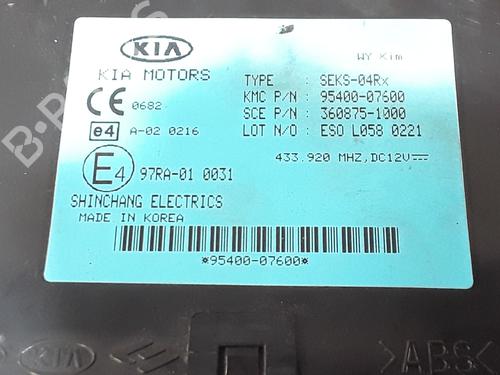 KIA
WY Kim
KIA MOTORS
TYPE : SEKS-04Rx
CE 0682
KMC P/N : 95400-07600
SCE P/N : 360875-1000
e4 A-02 0216
LOT N/O : ESO L058 0221
433.920 MHZ,DC12V
E4 97RA-01 0031
SHINCHANG ELECTRICS
MADE IN KOREA
*95400-07600*
KIA
>ABS<